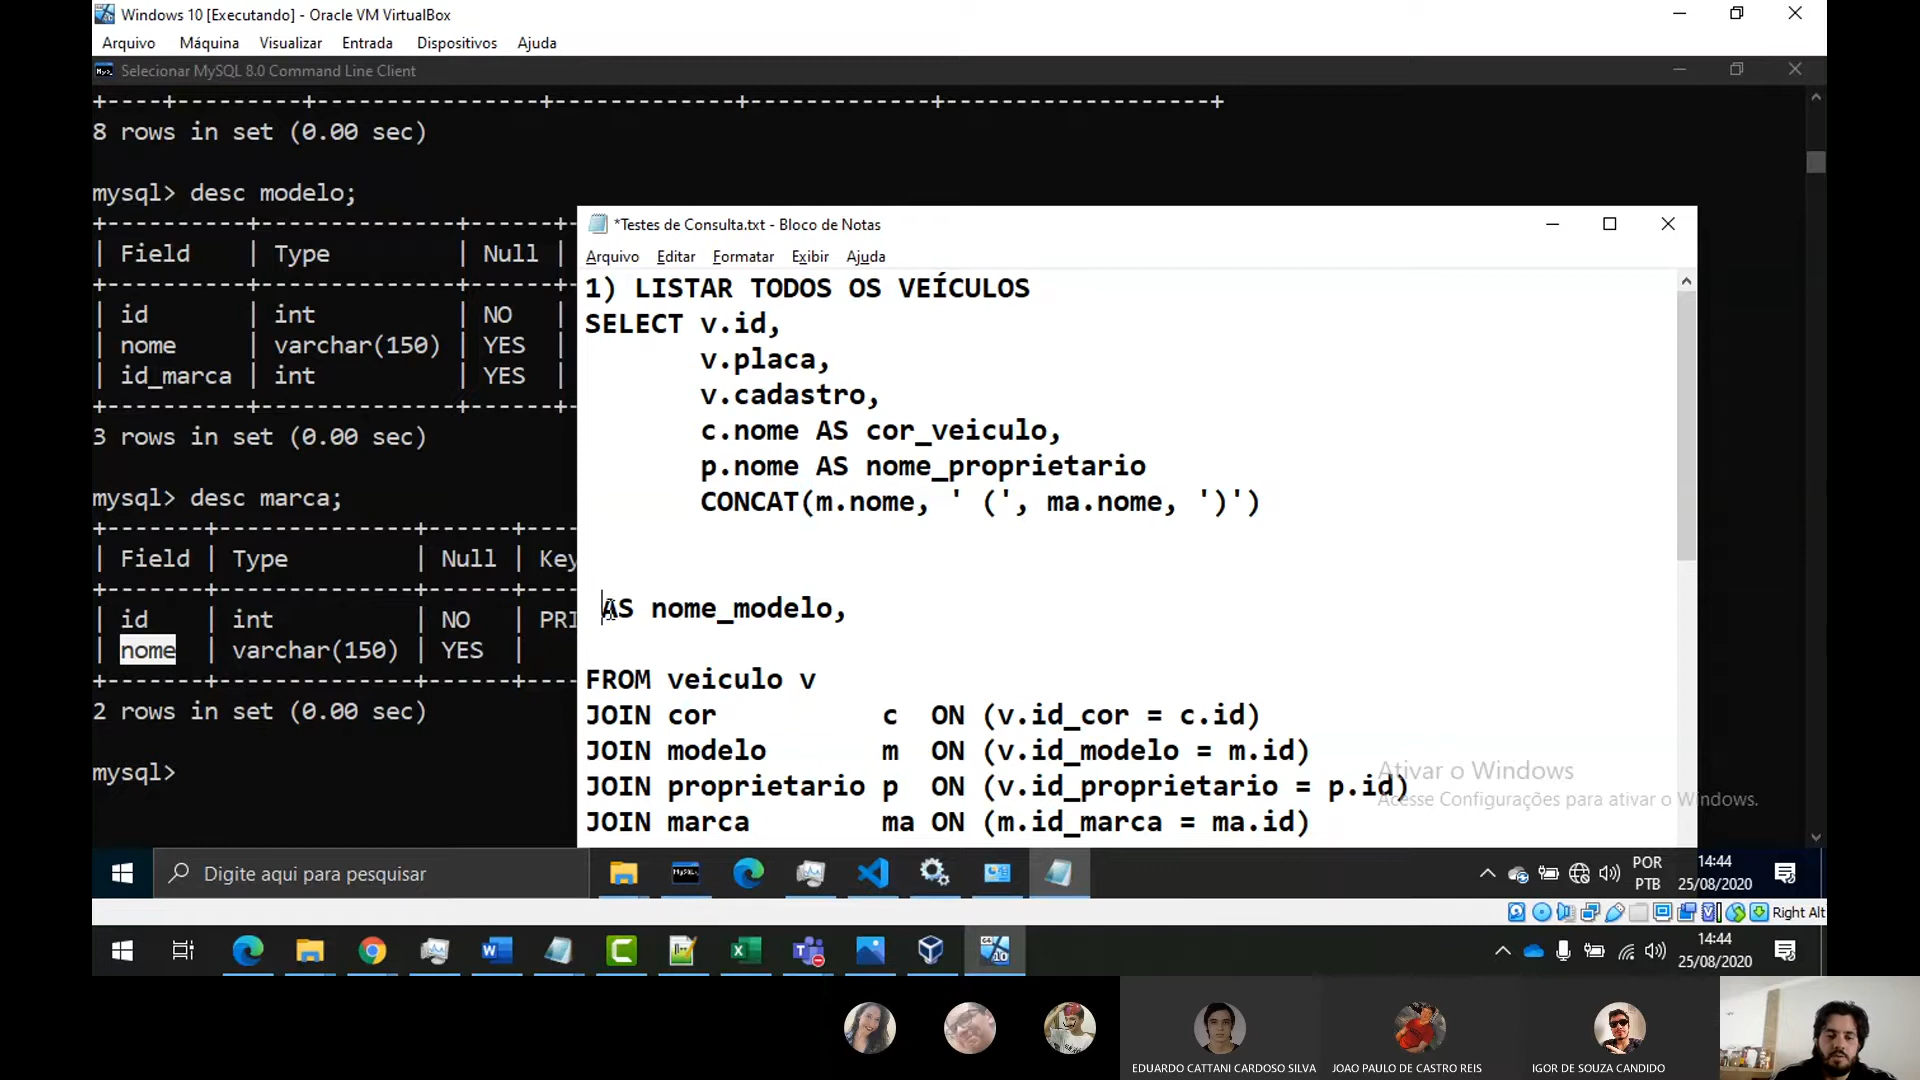 Windows 10 [Executando] - Oracle VM VirtualBox
Arquivo Máquina Visualizar Entrada Dispositivos Ajuda
Selecionar MySQL 8.0 Command Line Client
+----+---------+----------------+-------------+-------------+-------------------+
8 rows in set (0.00 sec)
mysql> desc modelo;
+----------+--------------+------+-
| Field | Type | Null |
+----------+--------------+------+-
| id | int | NO |
| nome | varchar(150) | YES |
| id_marca | int | YES |
+----------+--------------+------+-
3 rows in set (0.00 sec)
mysql> desc marca;
+-------+--------------+------+----
| Field | Type | Null | Key
+-------+--------------+------+----
| id | int | NO | PRI
| nome | varchar(150) | YES |
+-------+--------------+------+----
2 rows in set (0.00 sec)
mysql>
*Testes de Consulta.txt - Bloco de Notas
Arquivo Editar Formatar Exibir Ajuda
1) LISTAR TODOS OS VEÍCULOS
SELECT v.id,
v.placa,
v.cadastro,
c.nome AS cor_veiculo,
p.nome AS nome_proprietario
CONCAT(m.nome, ' (', ma.nome, ')')
AS nome_modelo,
FROM veiculo v
JOIN cor c ON (v.id_cor = c.id)
JOIN modelo m ON (v.id_modelo = m.id)
JOIN proprietario p ON (v.id_proprietario = p.id)
JOIN marca ma ON (m.id_marca = ma.id)
Ativar o Windows
Acesse Configurações para ativar o Windows.
Digite aqui para pesquisar
POR
PTB
14:44
25/08/2020
Right Alt
14:44
25/08/2020
EDUARDO CATTANI CARDOSO SILVA
JOAO PAULO DE CASTRO REIS
IGOR DE SOUZA CANDIDO